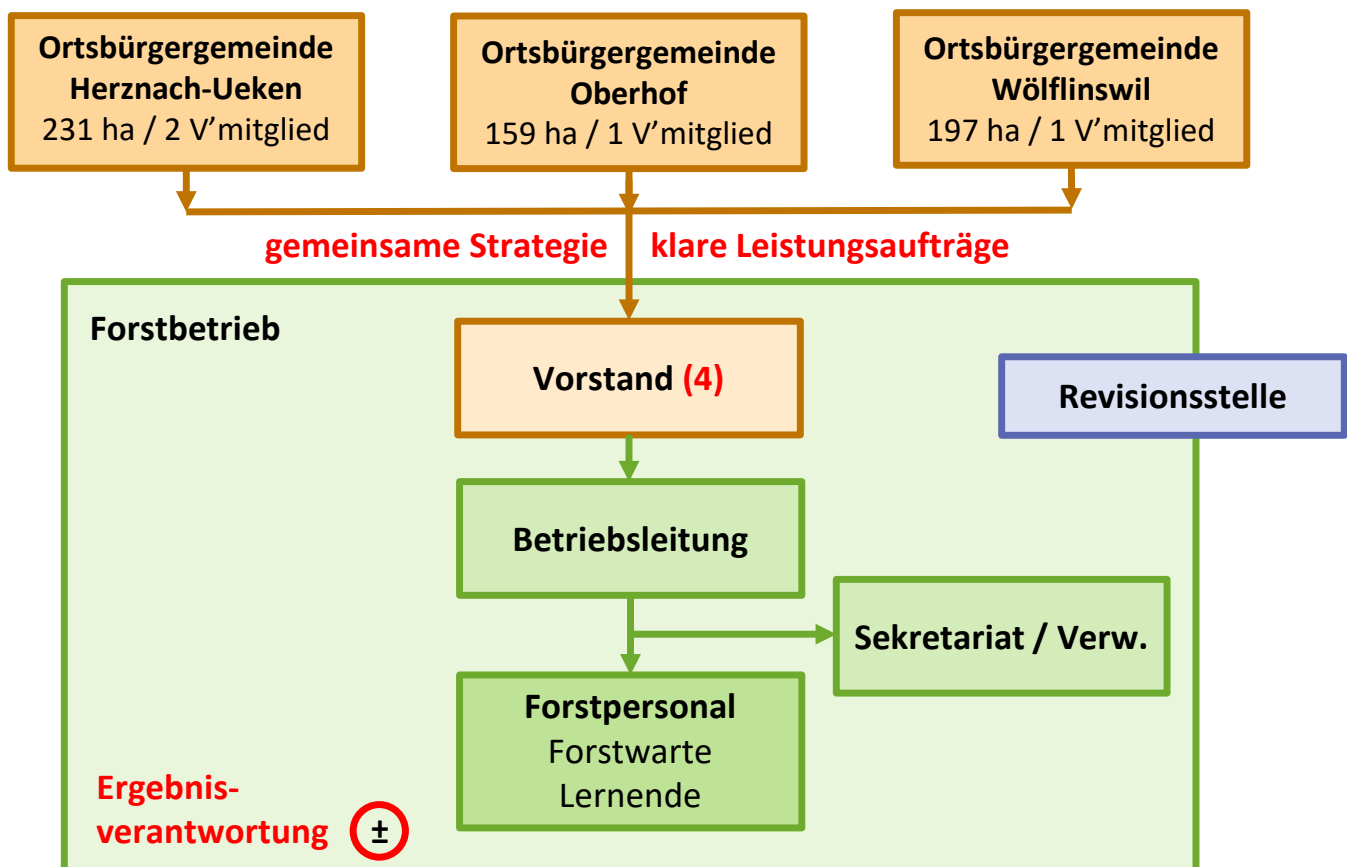 Ortsbürgergemeinde
Herznach-Ueken
231 ha / 2 V’mitglied
Ortsbürgergemeinde
Oberhof
159 ha / 1 V’mitglied
Ortsbürgergemeinde
Wölflinswil
197 ha / 1 V’mitglied
gemeinsame Strategie
klare Leistungsaufträge
Forstbetrieb
Vorstand (4)
Revisionsstelle
Betriebsleitung
Sekretariat / Verw.
Forstpersonal
Forstwarte
Lernende
Ergebnis-
verantwortung ±